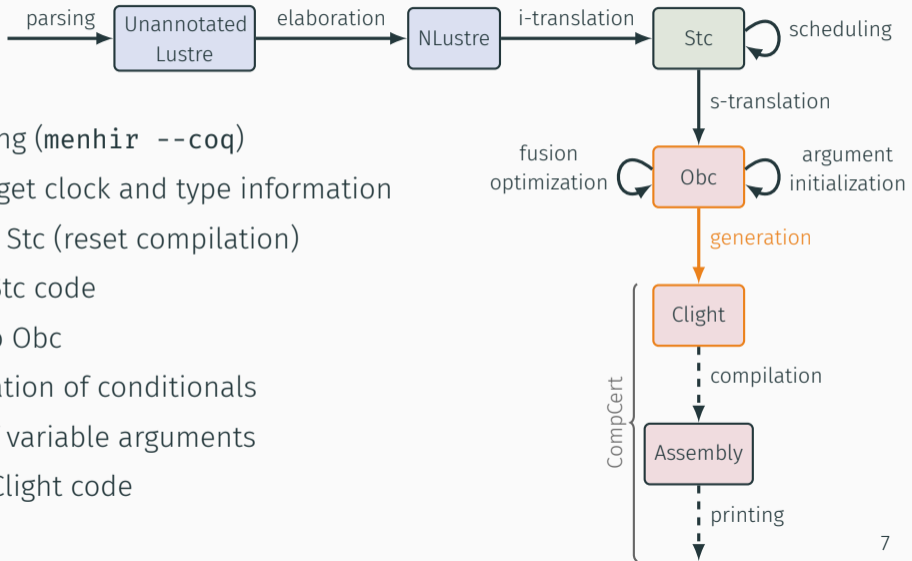 parsing
Unannotated
Lustre
elaboration
NLustre
i-translation
Stc
scheduling
s-translation
ng (menhir --coq)
get clock and type information
Stc (reset compilation)
tc code
Obc
ation of conditionals
variable arguments
Clight code
fusion
optimization
Obc
argument
initialization
generation
Clight
compilation
CompCert
Assembly
printing
7